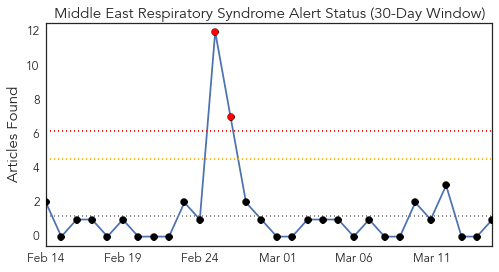 Middle East Respiratory Syndrome Alert Status (30-Day Window)
Articles Found
12
10
8
6
4
2
0
Feb 14 Feb 19 Feb 24 Mar 01 Mar 06 Mar 11